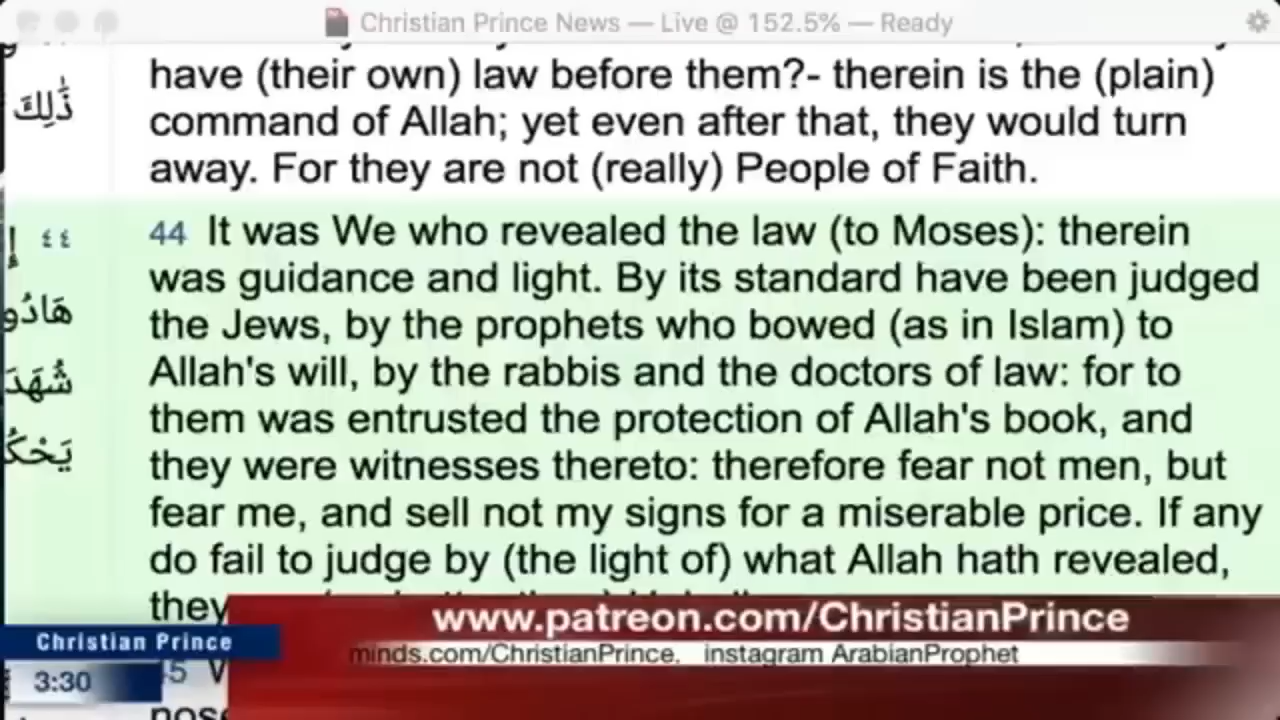 Christian Prince News — Live @ 152.5% — Ready
have (their own) law before them?- therein is the (plain)
command of Allah; yet even after that, they would turn
away. For they are not (really) People of Faith.
ذَٰلِكَ
44 It was We who revealed the law (to Moses): therein
was guidance and light. By its standard have been judged
the Jews, by the prophets who bowed (as in Islam) to
Allah's will, by the rabbis and the doctors of law: for to
them was entrusted the protection of Allah's book, and
they were witnesses thereto: therefore fear not men, but
fear me, and sell not my signs for a miserable price. If any
do fail to judge by (the light of) what Allah hath revealed,
they
٤٤
هَادُو
شُهَدَ
يَحْكُ
www.patreon.com/ChristianPrince
minds.com/ChristianPrince, instagram ArabianProphet
Christian Prince
3:30